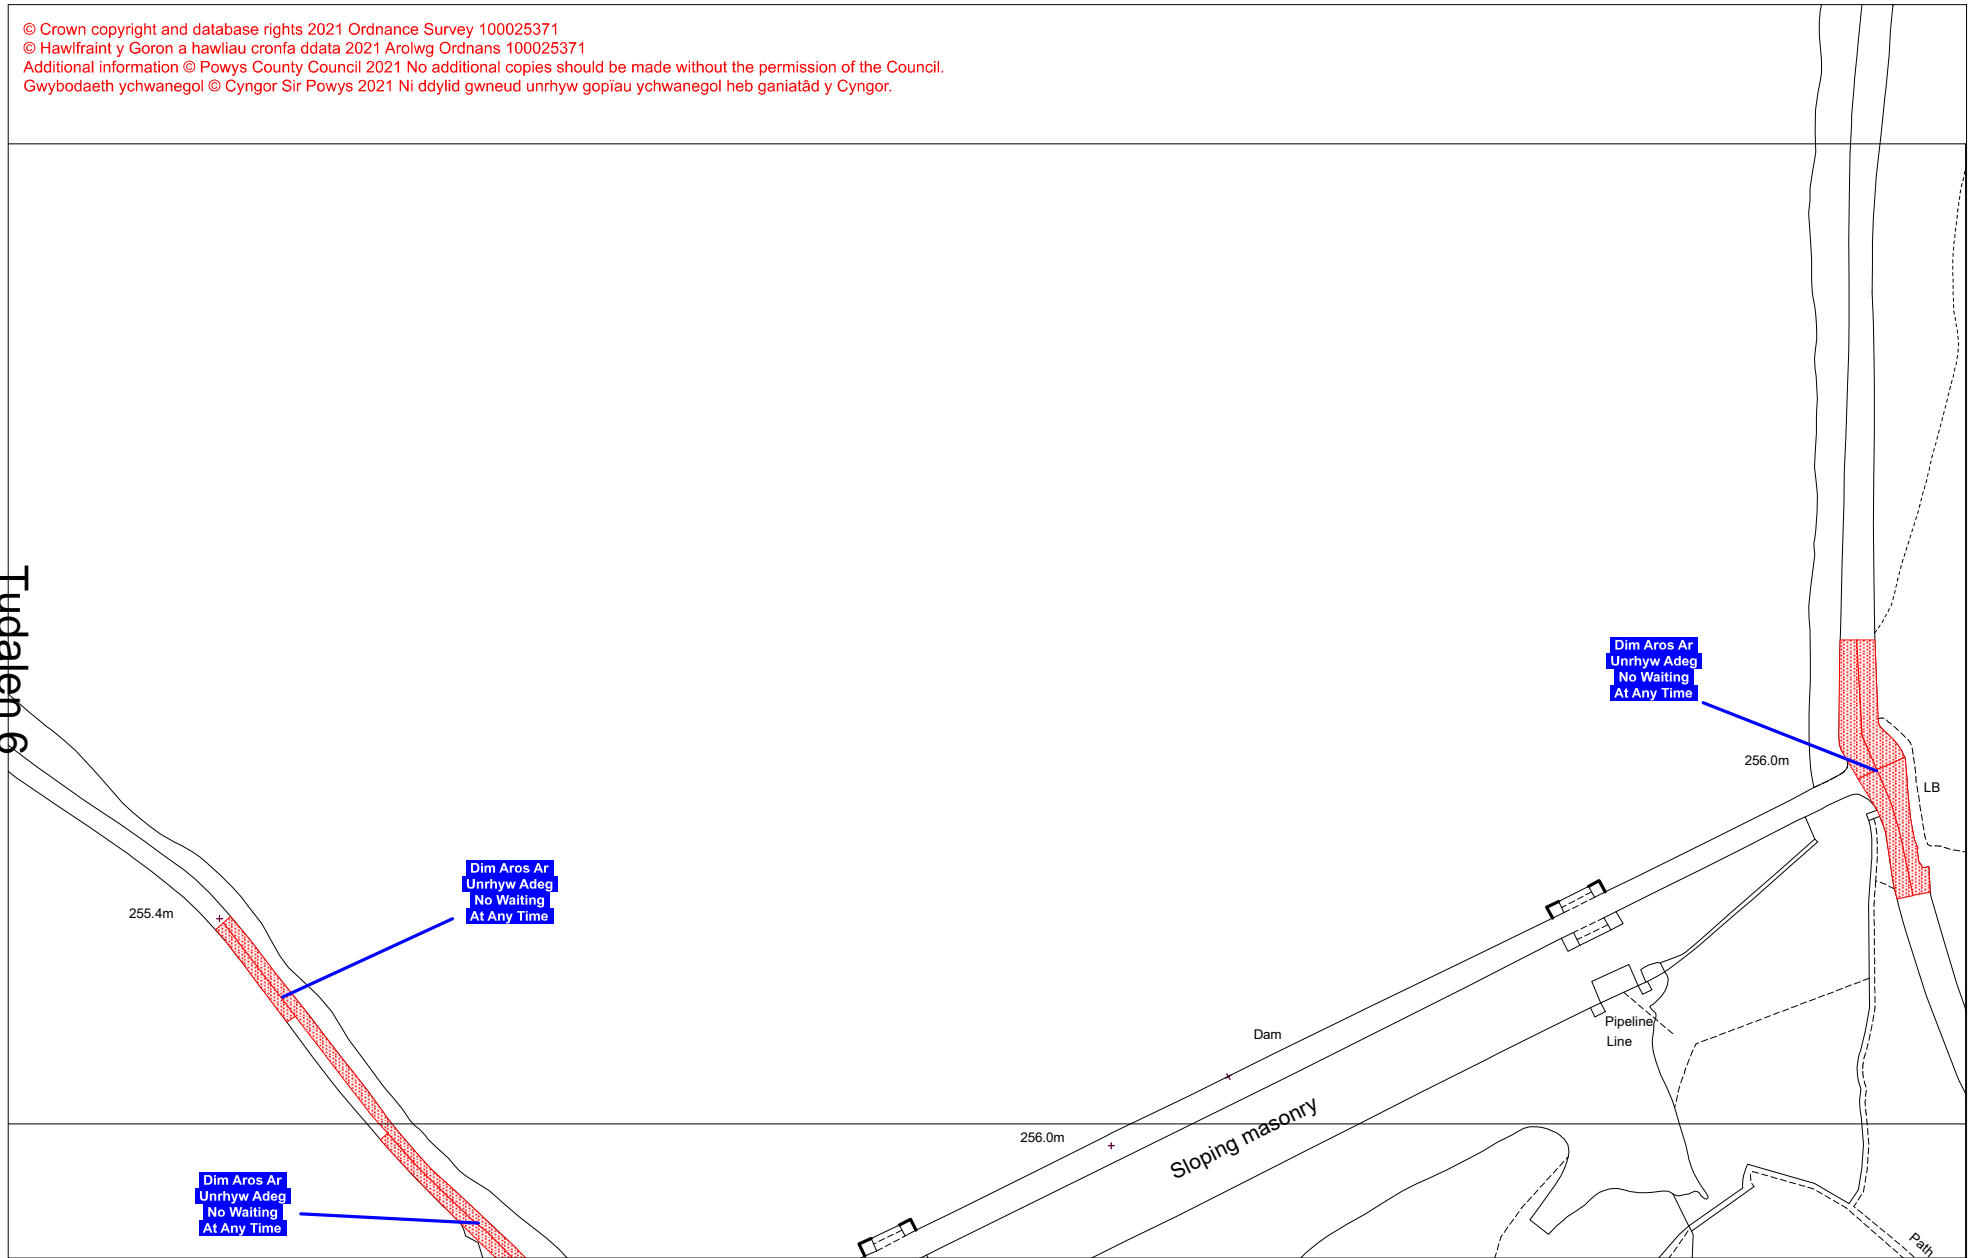 © Crown copyright and database rights 2021 Ordnance Survey 100025371
© Hawlfraint y Goron a hawliau cronfa ddata 2021 Arolwg Ordnans 100025371
Additional information © Powys County Council 2021 No additional copies should be made without the permission of the Council.
Gwybodaeth ychwanegol © Cyngor Sir Powys 2021 Ni ddylid gwneud unrhyw gopïau ychwanegol heb ganiatâd y Cyngor.
Tudalen 6
Dim Aros Ar
Unrhyw Adeg
No Waiting
At Any Time
256.0m
LB
Dim Aros Ar
Unrhyw Adeg
No Waiting
At Any Time
255.4m
Pipeline
Line
Dam
256.0m
Sloping masonry
Dim Aros Ar
Unrhyw Adeg
No Waiting
At Any Time
Path